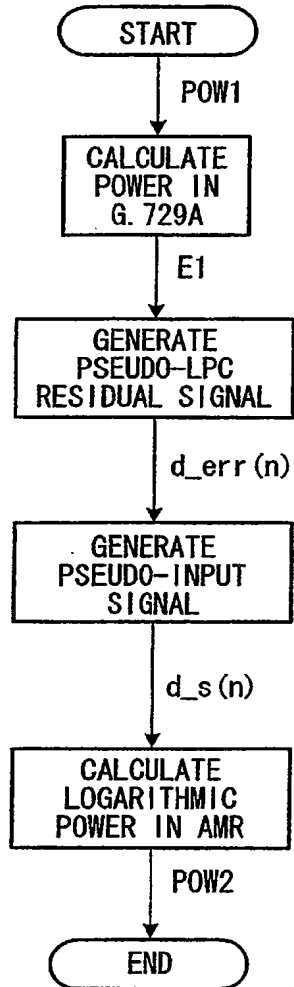 START
POW1
CALCULATE
POWER IN
G.729A
E1
GENERATE
PSEUDO-LPC
RESIDUAL SIGNAL
d_err(n)
GENERATE
PSEUDO-INPUT
SIGNAL
d_s(n)
CALCULATE
LOGARITHMIC
POWER IN AMR
POW2
END